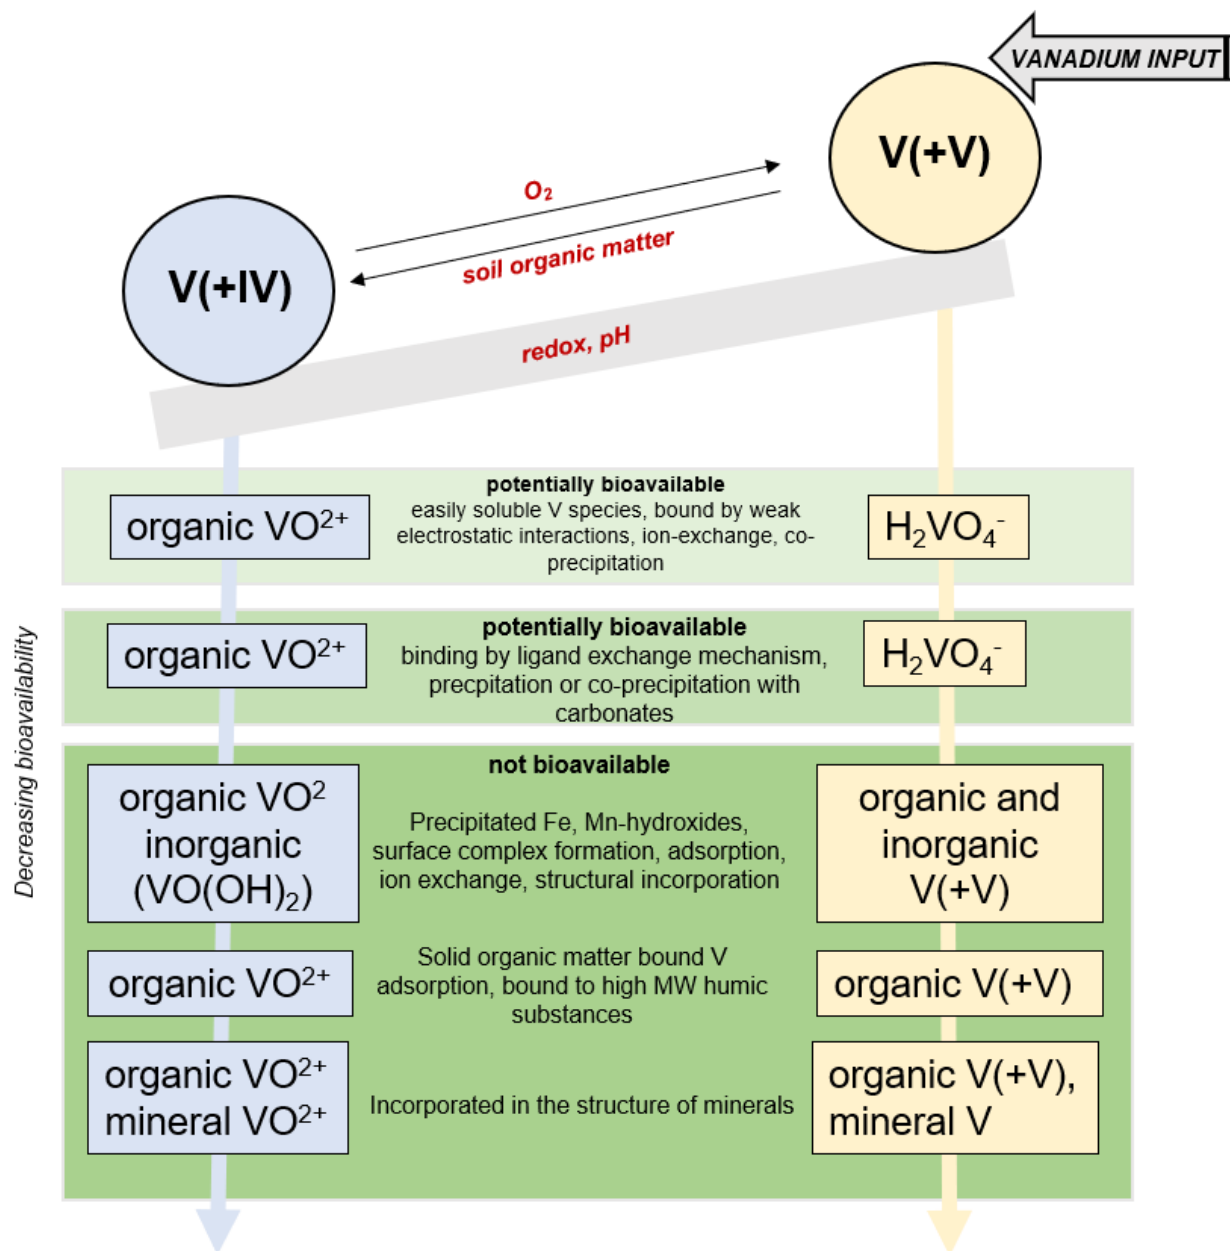 VANADIUM INPUT
V(+V)
O₂
soil organic matter
V(+IV)
redox, pH
potentially bioavailable
easily soluble V species, bound by weak
electrostatic interactions, ion-exchange, co-
precipitation
organic VO²⁺
H₂VO₄⁻
Decreasing bioavailability
potentially bioavailable
binding by ligand exchange mechanism,
precpitation or co-precipitation with
carbonates
organic VO²⁺
H₂VO₄⁻
not bioavailable
organic VO²
inorganic
(VO(OH)₂)
Precipitated Fe, Mn-hydroxides,
surface complex formation, adsorption,
ion exchange, structural incorporation
organic and
inorganic
V(+V)
organic VO²⁺
Solid organic matter bound V
adsorption, bound to high MW humic
substances
organic V(+V)
organic VO²⁺
mineral VO²⁺
Incorporated in the structure of minerals
organic V(+V),
mineral V